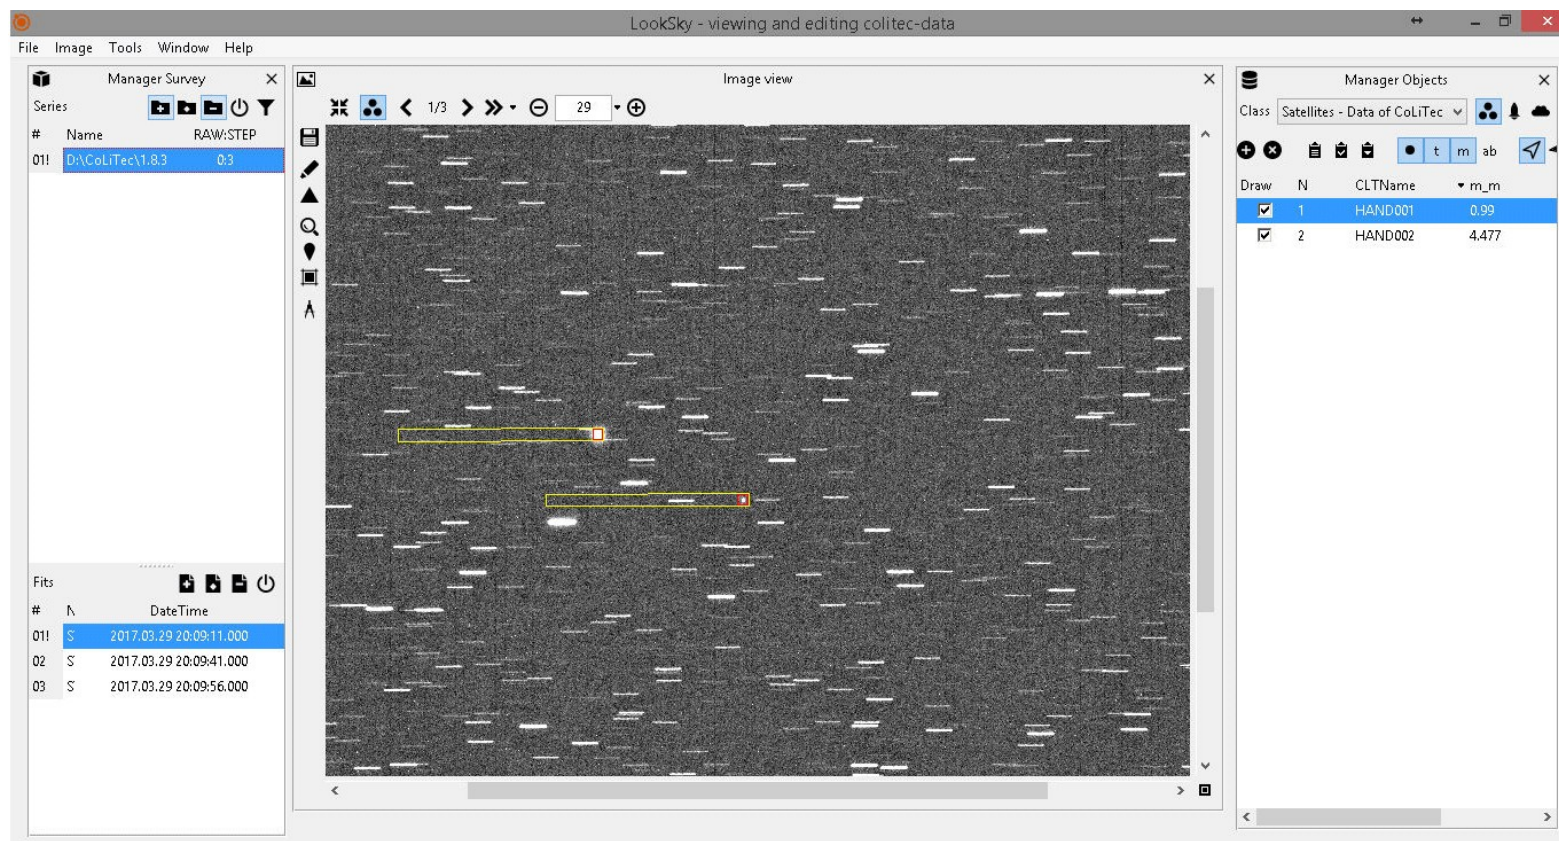 LookSky - viewing and editing colitec-data
File Image Tools Window Help
Manager Survey
Series
# Name RAW:STEP
01! D:\CoLiTec\1.8.3 0:3
Fits
# N DateTime
01! S 2017.03.29 20:09:11.000
02 S 2017.03.29 20:09:41.000
03 S 2017.03.29 20:09:56.000
Image view
1/3 29
Manager Objects
Class Satellites - Data of CoLiTec
t m ab
Draw N CLTName m_m
1 HAND001 0.99
2 HAND002 4.477